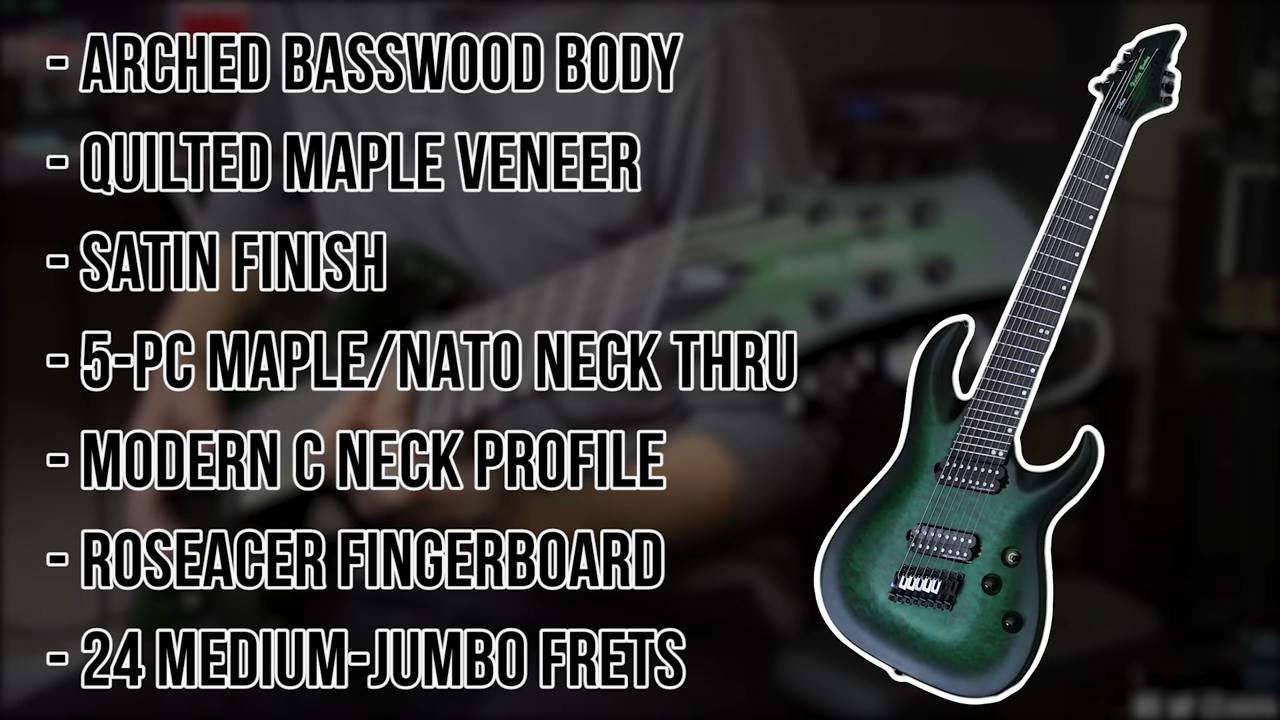 - ARCHED BASSWOOD BODY
- QUILTED MAPLE VENEER
- SATIN FINISH
- 5-PC MAPLE/NATO NECK THRU
- MODERN C NECK PROFILE
- ROSEACER FINGERBOARD
- 24 MEDIUM-JUMBO FRETS